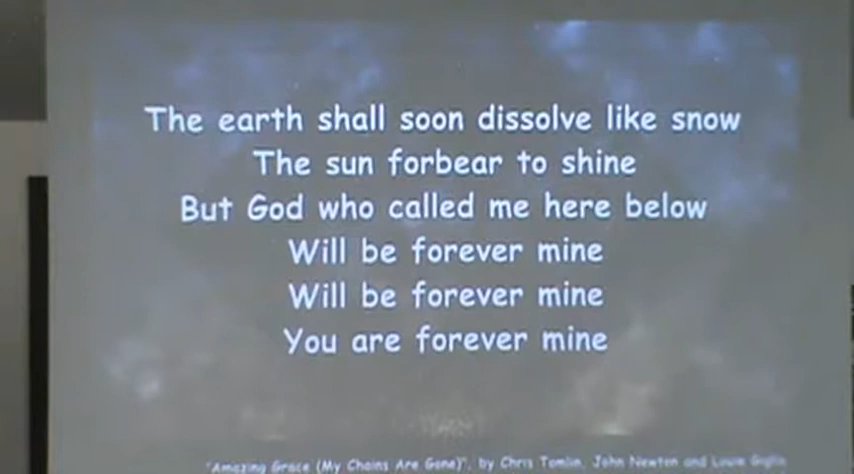 The earth shall soon dissolve like snow
The sun forbear to shine
But God who called me here below
Will be forever mine
Will be forever mine
You are forever mine
"Amazing Grace (My Chains Are Gone)", by Chris Tomlin, John Newton and Louie Giglio